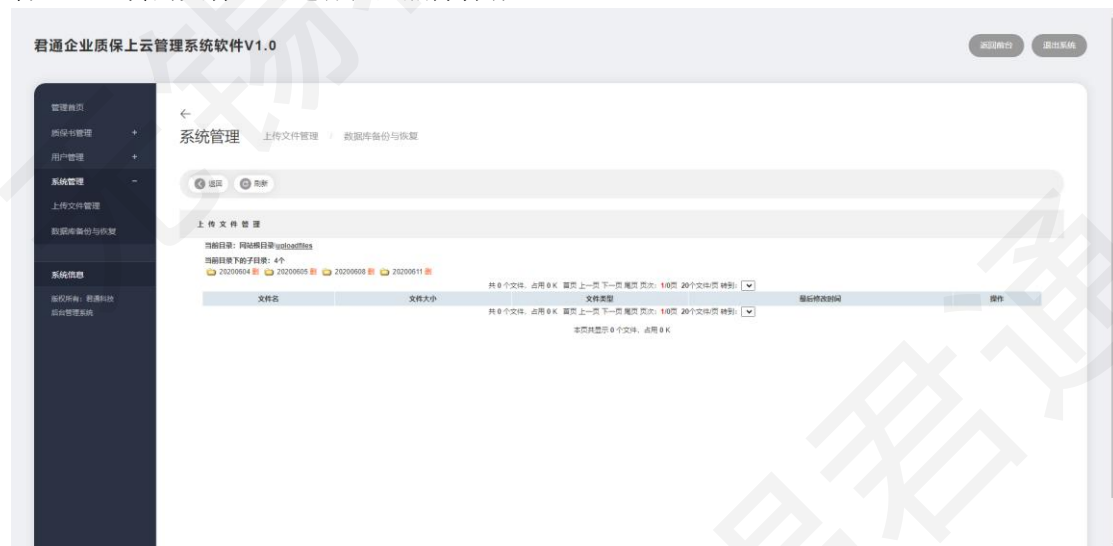 君通企业质保上云管理系统软件V1.0
返回前台 退出系统
管理首页
质保书管理 +
用户管理 +
系统管理 -
上传文件管理
数据库备份与恢复
系统信息
版权所有：君通科技
后台管理系统
←
系统管理 上传文件管理 数据库备份与恢复
返回 刷新
上传文件管理
当前目录：网站根目录\uploadfiles
当前目录下的子目录：4个
20200604 删 20200605 删 20200608 删 20200611 删
共 0 个文件，占用 0 K 首页 上一页 下一页 尾页 页次：1/0页 20个文件/页 转到：
文件名 文件大小 文件类型 最后修改时间 操作
共 0 个文件，占用 0 K 首页 上一页 下一页 尾页 页次：1/0页 20个文件/页 转到：
本页共显示 0 个文件，占用 0 K
无锡君通
锡君通